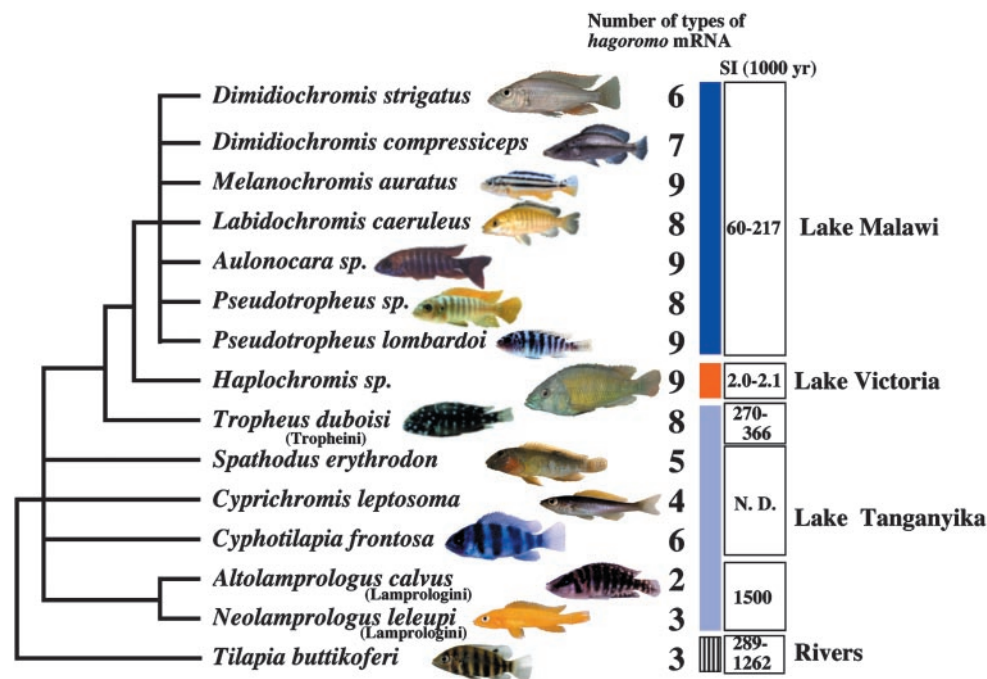 Number of types of
hagoromo mRNA
SI (1000 yr)
Dimidiochromis strigatus 6
Dimidiochromis compressiceps 7
Melanochromis auratus 9
Labidochromis caeruleus 8
60-217 Lake Malawi
Aulonocara sp. 9
Pseudotropheus sp. 8
Pseudotropheus lombardoi 9
Haplochromis sp. 9 2.0-2.1 Lake Victoria
Tropheus duboisi 8 270-
366
(Tropheini)
Spathodus erythrodon 5
Cyprichromis leptosoma 4 N. D.
Lake Tanganyika
Cyphotilapia frontosa 6
Altolamprologus calvus 2
(Lamprologini)
1500
Neolamprologus leleupi 3
(Lamprologini)
Tilapia buttikoferi 3 289-
1262 Rivers